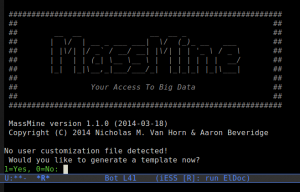 MassMine
Your Access To Big Data
MassMine version 1.1.0 (2014-03-18)
Copyright (C) 2014 Nicholas M. Van Horn & Aaron Beveridge
No user customization file detected!
Would you like to generate a template now?
1=Yes, 0=No:
U:**- *R* Bot L41 (iESS [R]: run ElDoc)